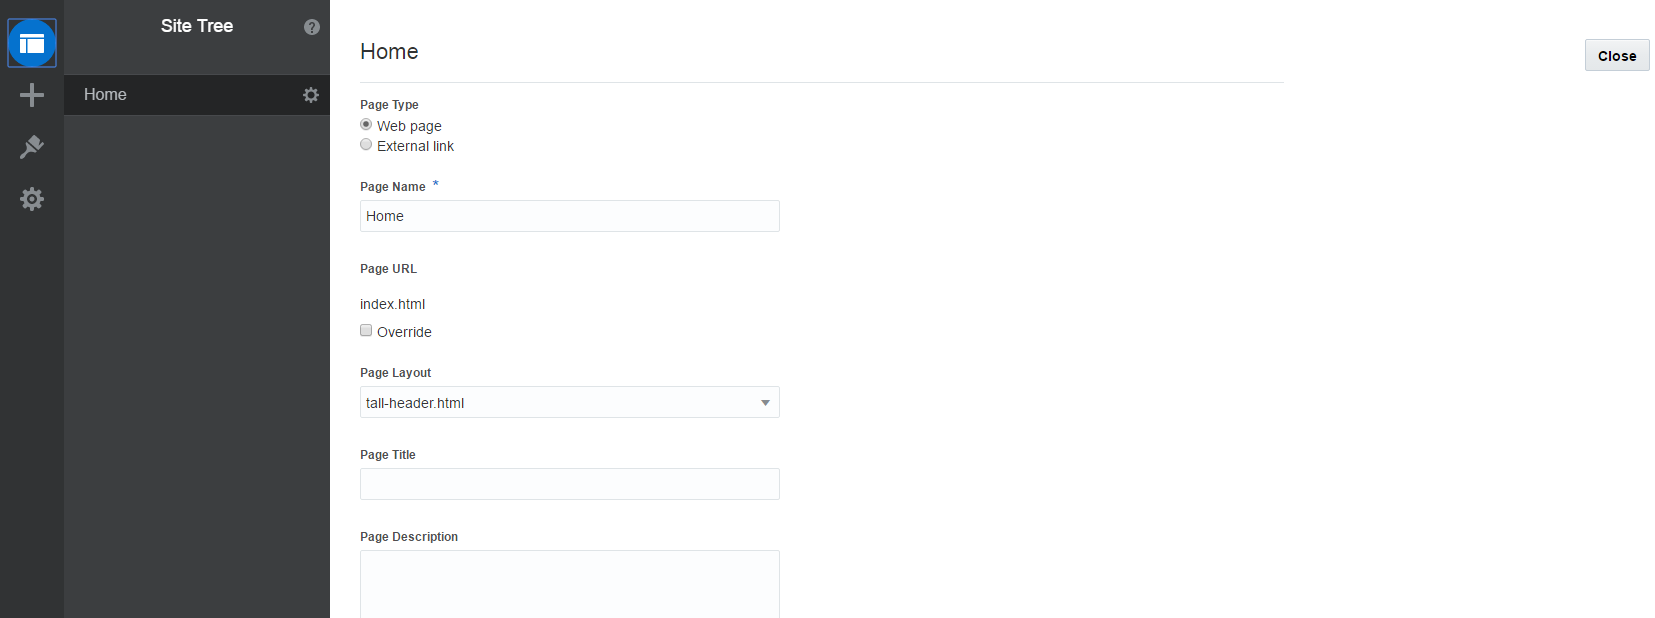 Site Tree
?
Home
Home
Close
Page Type
Web page
External link
Page Name *
Home
Page URL
index.html
Override
Page Layout
tall-header.html
Page Title
Page Description